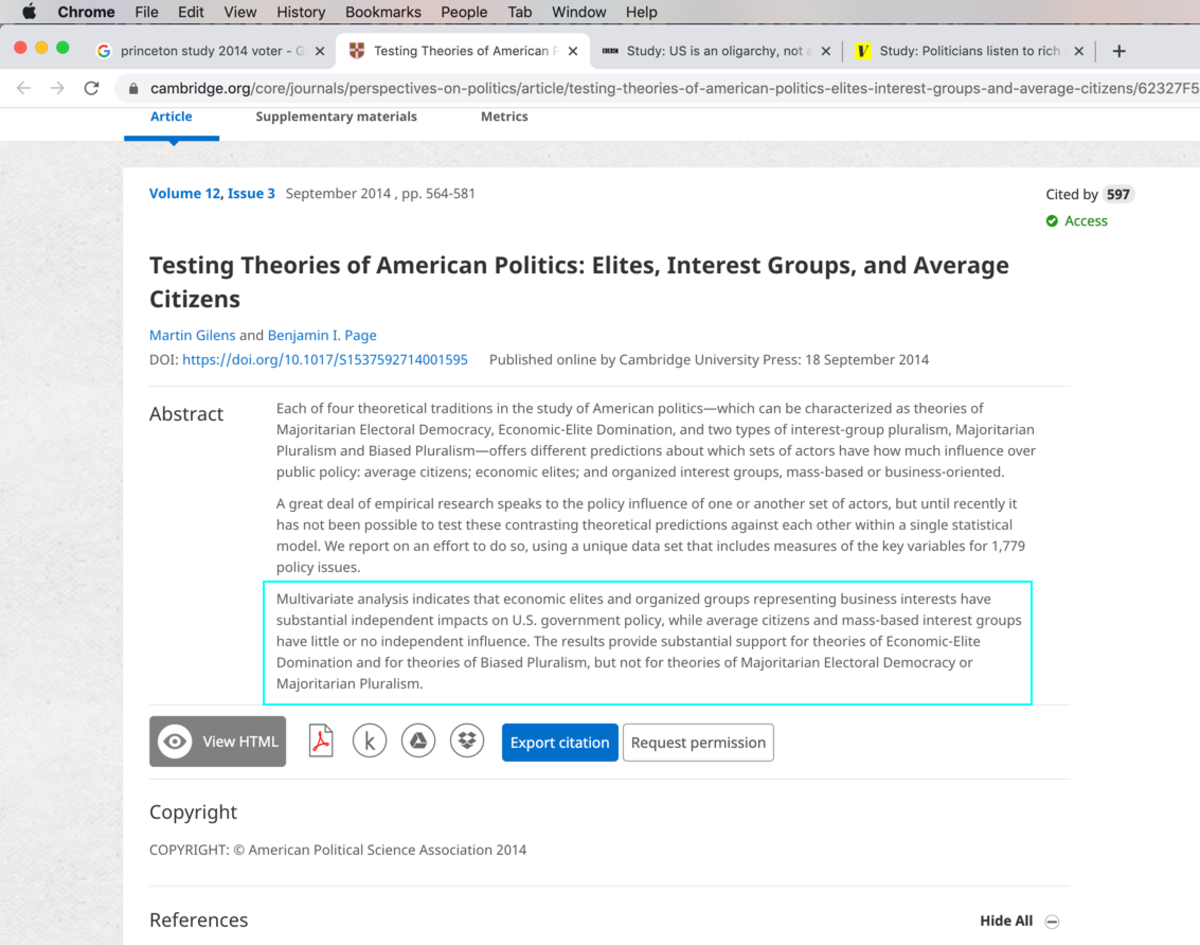 Chrome File Edit View History Bookmarks People Tab Window Help
princeton study 2014 voter - G
Testing Theories of American P
BBC Study: US is an oligarchy, not a
V Study: Politicians listen to rich
cambridge.org/core/journals/perspectives-on-politics/article/testing-theories-of-american-politics-elites-interest-groups-and-average-citizens/62327F5
Article Supplementary materials Metrics
Volume 12, Issue 3 September 2014 , pp. 564-581
Cited by 597
Access
Testing Theories of American Politics: Elites, Interest Groups, and Average
Citizens
Martin Gilens and Benjamin I. Page
DOI: https://doi.org/10.1017/S1537592714001595 Published online by Cambridge University Press: 18 September 2014
Abstract
Each of four theoretical traditions in the study of American politics—which can be characterized as theories of
Majoritarian Electoral Democracy, Economic-Elite Domination, and two types of interest-group pluralism, Majoritarian
Pluralism and Biased Pluralism—offers different predictions about which sets of actors have how much influence over
public policy: average citizens; economic elites; and organized interest groups, mass-based or business-oriented.
A great deal of empirical research speaks to the policy influence of one or another set of actors, but until recently it
has not been possible to test these contrasting theoretical predictions against each other within a single statistical
model. We report on an effort to do so, using a unique data set that includes measures of the key variables for 1,779
policy issues.
Multivariate analysis indicates that economic elites and organized groups representing business interests have
substantial independent impacts on U.S. government policy, while average citizens and mass-based interest groups
have little or no independent influence. The results provide substantial support for theories of Economic-Elite
Domination and for theories of Biased Pluralism, but not for theories of Majoritarian Electoral Democracy or
Majoritarian Pluralism.
View HTML k Export citation Request permission
Copyright
COPYRIGHT: © American Political Science Association 2014
References
Hide All